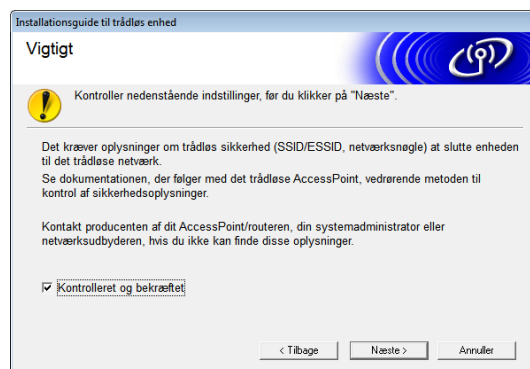 Installationsguide til trådløs enhed
Vigtigt
Kontroller nedenstående indstillinger, før du klikker på "Næste".
Det kræver oplysninger om trådløs sikkerhed (SSID/ESSID, netværksnøgle) at slutte enheden
til det trådløse netværk.
Se dokumentationen, der følger med det trådløse AccessPoint, vedrørende metoden til
kontrol af sikkerhedsoplysninger.
Kontakt producenten af dit AccessPoint/routeren, din systemadministrator eller
netværksudbyderen, hvis du ikke kan finde disse oplysninger.
Kontrolleret og bekræftet
< Tilbage
Næste >
Annuller